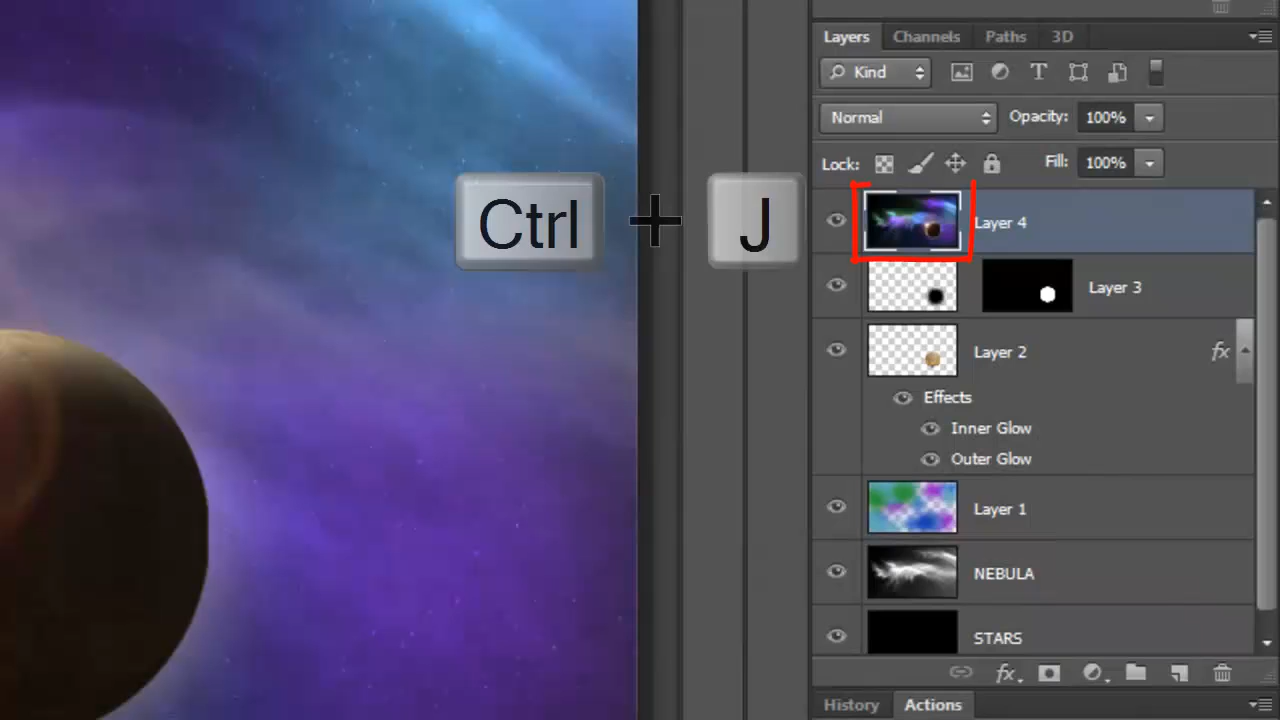 Layers Channels Paths 3D
Kind
Normal Opacity: 100%
Lock: Fill: 100%
Ctrl + J
Layer 4
Layer 3
Layer 2 fx
Effects
Inner Glow
Outer Glow
Layer 1
NEBULA
STARS
fx
History Actions